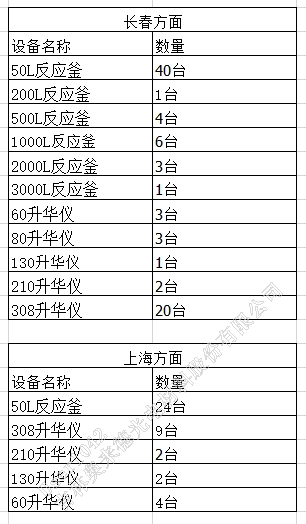 长春方面
设备名称 数量
50L反应釜 40台
200L反应釜 1台
500L反应釜 4台
1000L反应釜 6台
2000L反应釜 3台
3000L反应釜 1台
60升华仪 3台
80升华仪 3台
130升华仪 1台
210升华仪 2台
308升华仪 20台
上海方面
设备名称 数量
50L反应釜 24台
308升华仪 9台
210升华仪 2台
130升华仪 2台
60升华仪 4台